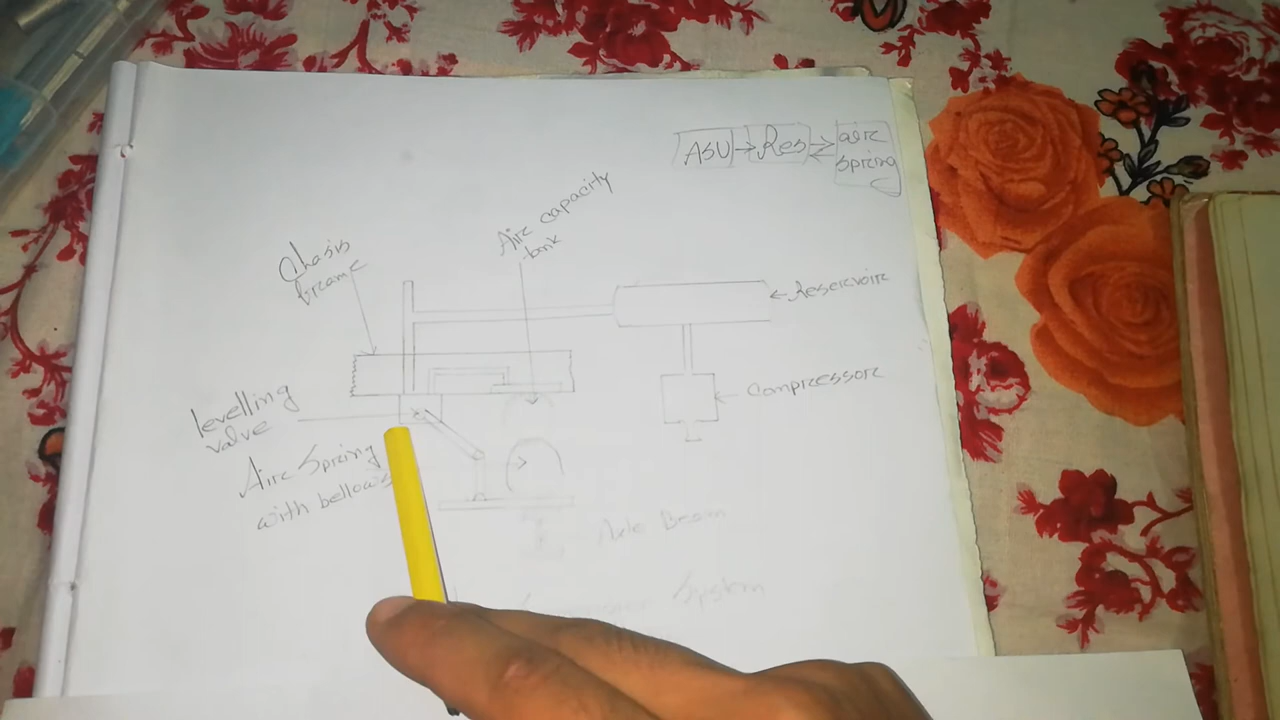 ASU → Res ⇄ air
spring
Air capacity
tank
Chasis
frame
← Reservoir
← Compressor
levelling
valve
Air Spring
with bellows
Axle Beam
System